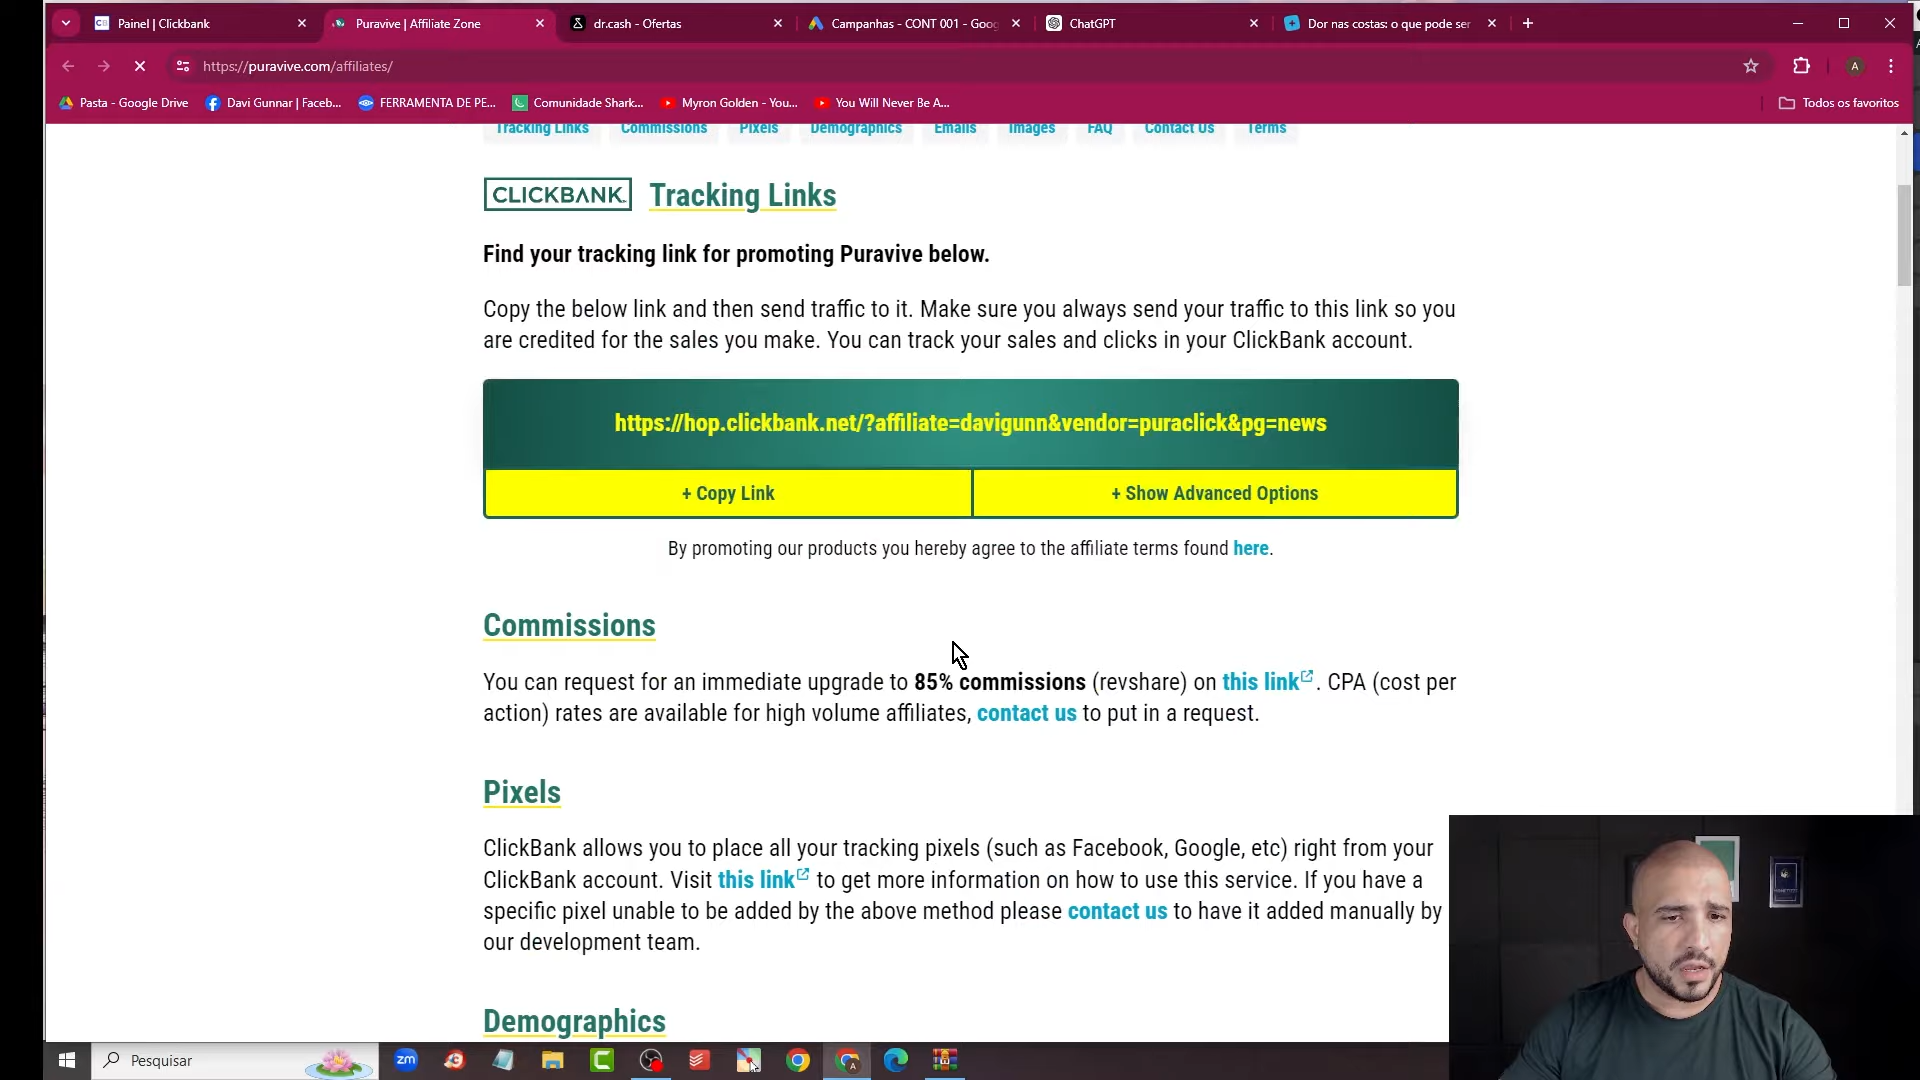 Painel | Clickbank
Puravive | Affiliate Zone
dr.cash - Ofertas
Campanhas - CONT 001 - Goog
ChatGPT
Dor nas costas: o que pode ser
https://puravive.com/affiliates/
A
Pasta - Google Drive
Davi Gunnar | Faceb...
FERRAMENTA DE PE...
Comunidade Shark...
Myron Golden - You...
You Will Never Be A...
Todos os favoritos
Tracking Links
Commissions
Pixels
Demographics
Emails
Images
FAQ
Contact Us
Terms
CLICKBANK
Tracking Links
Find your tracking link for promoting Puravive below.
Copy the below link and then send traffic to it. Make sure you always send your traffic to this link so you
are credited for the sales you make. You can track your sales and clicks in your ClickBank account.
https://hop.clickbank.net/?affiliate=davigunn&vendor=puraclick&pg=news
+ Copy Link
+ Show Advanced Options
By promoting our products you hereby agree to the affiliate terms found here.
Commissions
You can request for an immediate upgrade to 85% commissions (revshare) on this link. CPA (cost per
action) rates are available for high volume affiliates, contact us to put in a request.
Pixels
ClickBank allows you to place all your tracking pixels (such as Facebook, Google, etc) right from your
ClickBank account. Visit this link to get more information on how to use this service. If you have a
specific pixel unable to be added by the above method please contact us to have it added manually by
our development team.
Demographics
Pesquisar
zm